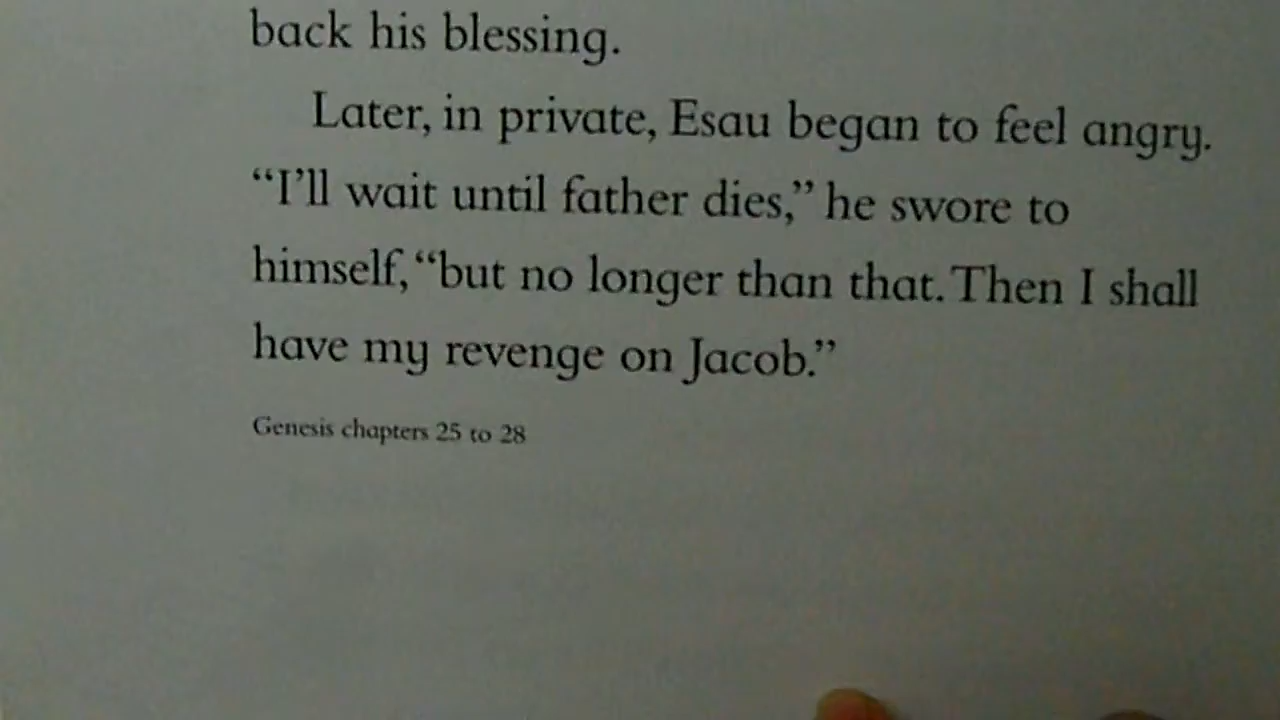 back his blessing.
Later, in private, Esau began to feel angry.
“I’ll wait until father dies,” he swore to
himself, “but no longer than that. Then I shall
have my revenge on Jacob.”
Genesis chapters 25 to 28